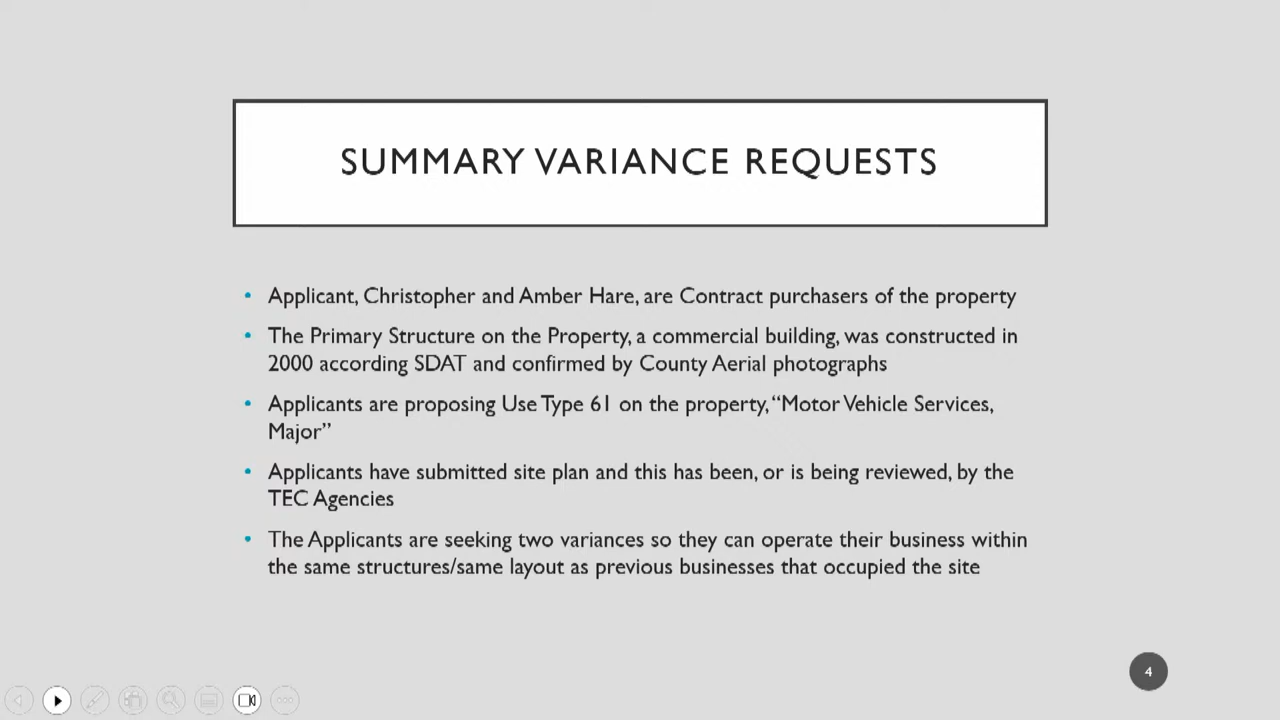 SUMMARY VARIANCE REQUESTS
• Applicant, Christopher and Amber Hare, are Contract purchasers of the property
• The Primary Structure on the Property, a commercial building, was constructed in
2000 according SDAT and confirmed by County Aerial photographs
• Applicants are proposing Use Type 61 on the property, “Motor Vehicle Services,
Major”
• Applicants have submitted site plan and this has been, or is being reviewed, by the
TEC Agencies
• The Applicants are seeking two variances so they can operate their business within
the same structures/same layout as previous businesses that occupied the site
4